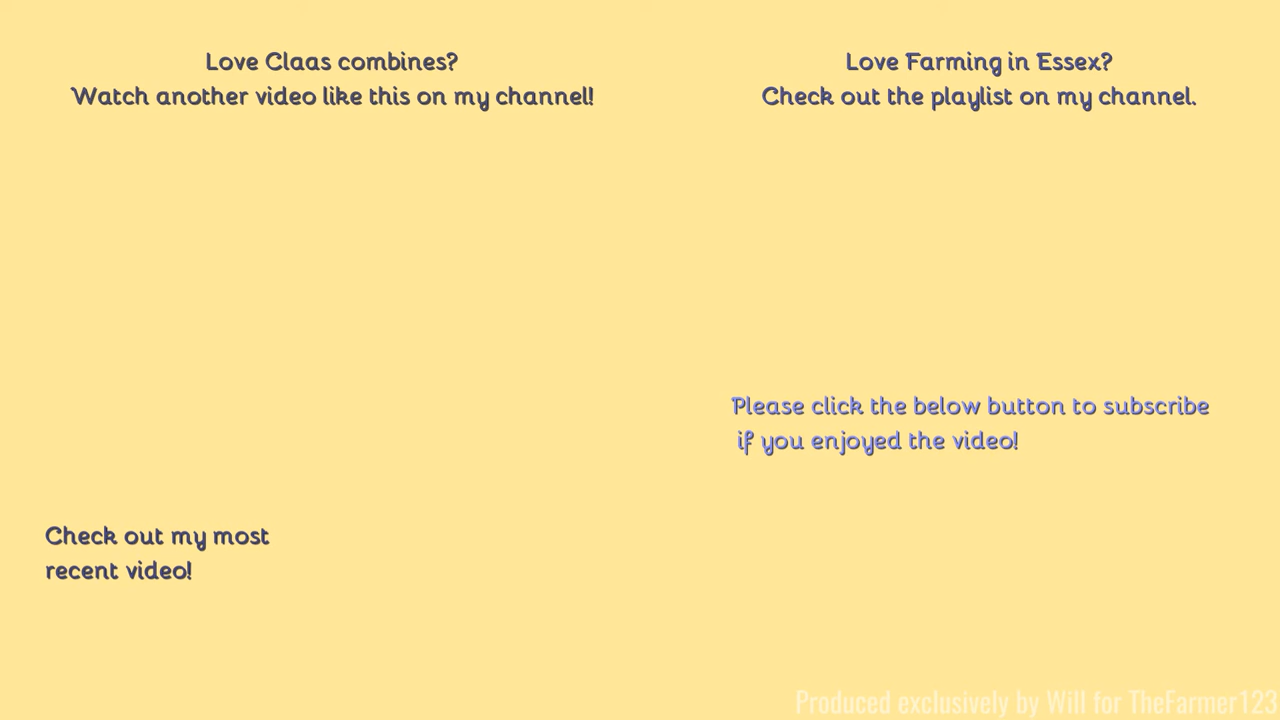 Love Claas combines?
Watch another video like this on my channel!
Love Farming in Essex?
Check out the playlist on my channel.
Please click the below button to subscribe
if you enjoyed the video!
Check out my most
recent video!
Produced exclusively by Will for TheFarmer123